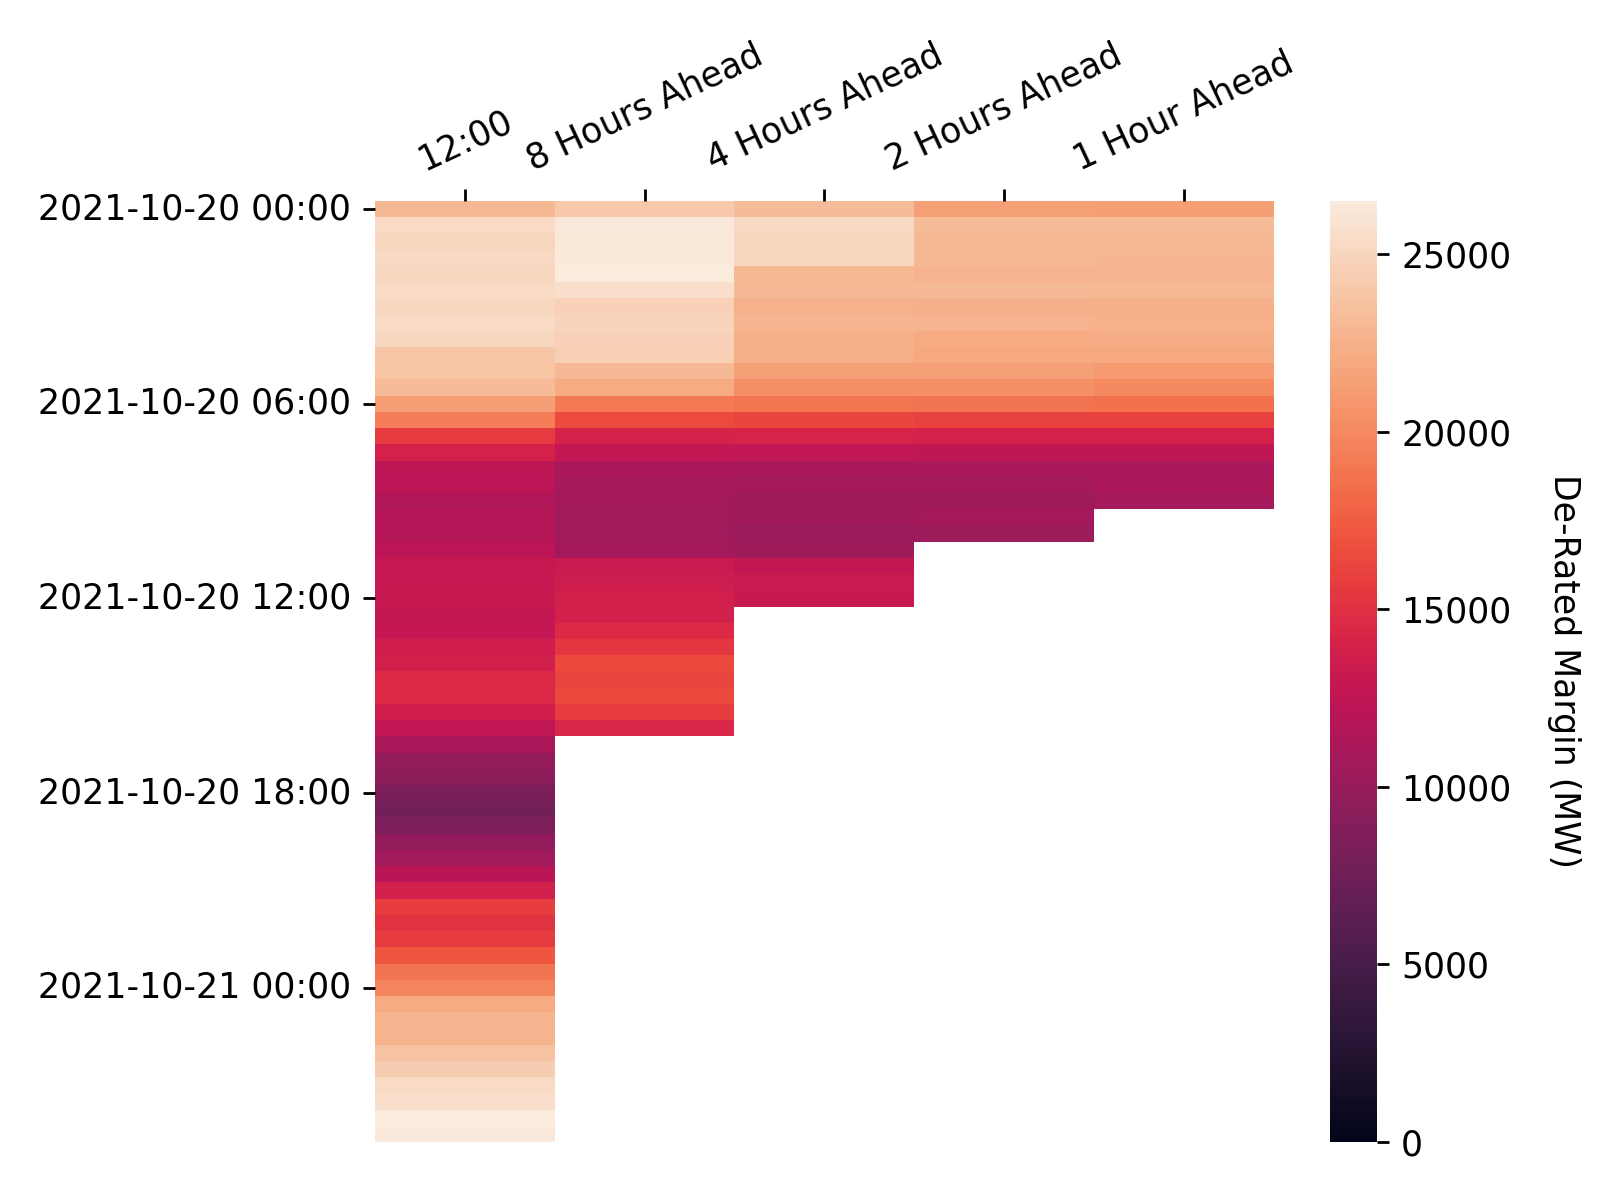 12:00
8 Hours Ahead
4 Hours Ahead
2 Hours Ahead
1 Hour Ahead
2021-10-20 00:00
2021-10-20 06:00
2021-10-20 12:00
2021-10-20 18:00
2021-10-21 00:00
25000
20000
15000
10000
5000
0
De-Rated Margin (MW)